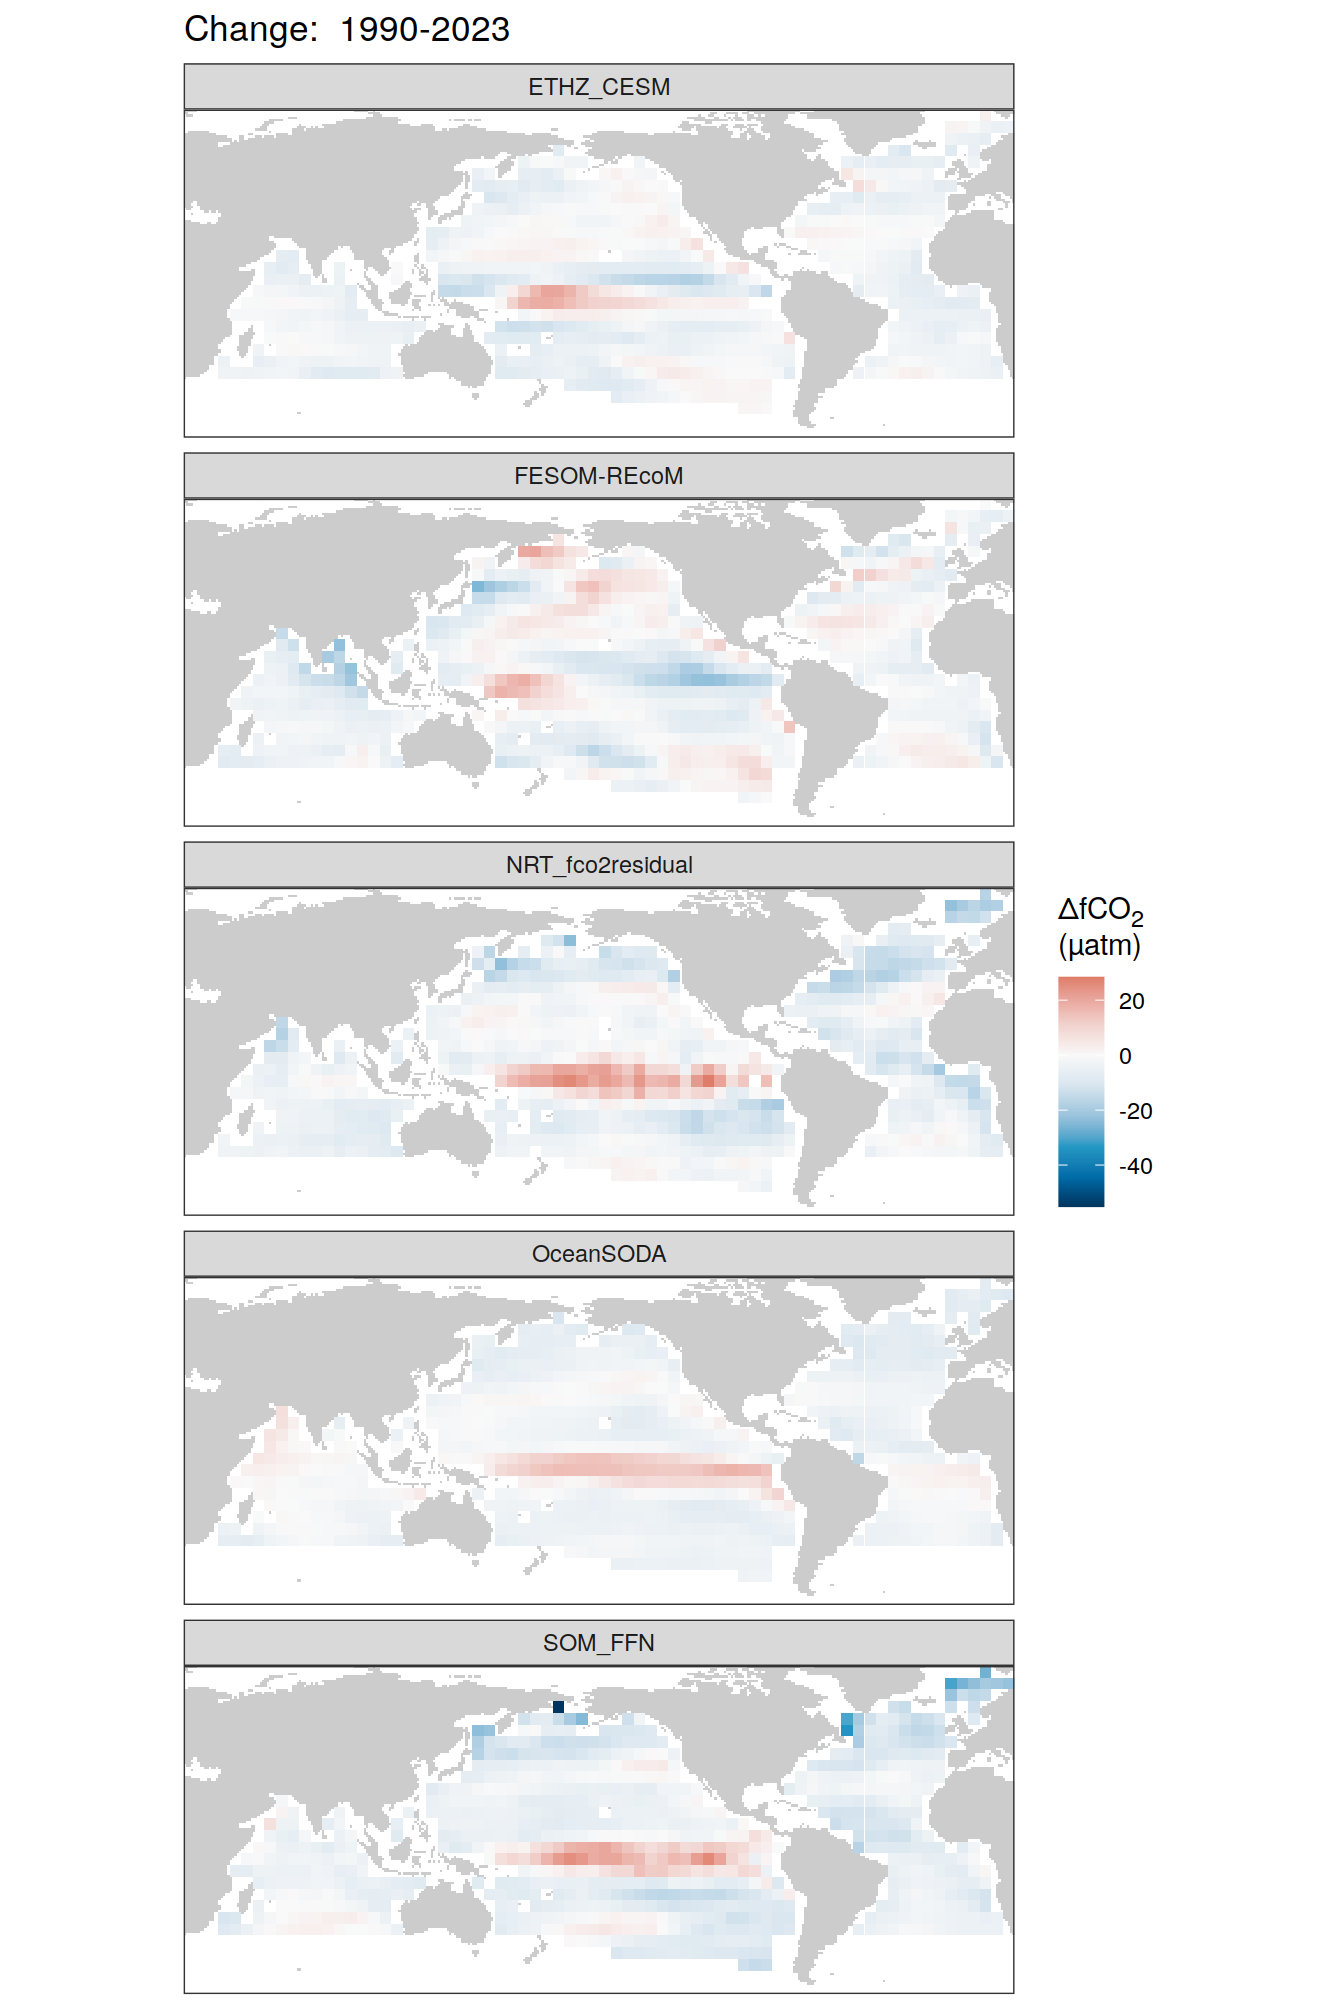 Change:  1990-2023
ETHZ_CESM
FESOM-REcoM
NRT_fco2residual
ΔfCO₂
(µatm)
20
0
-20
-40
OceanSODA
SOM_FFN